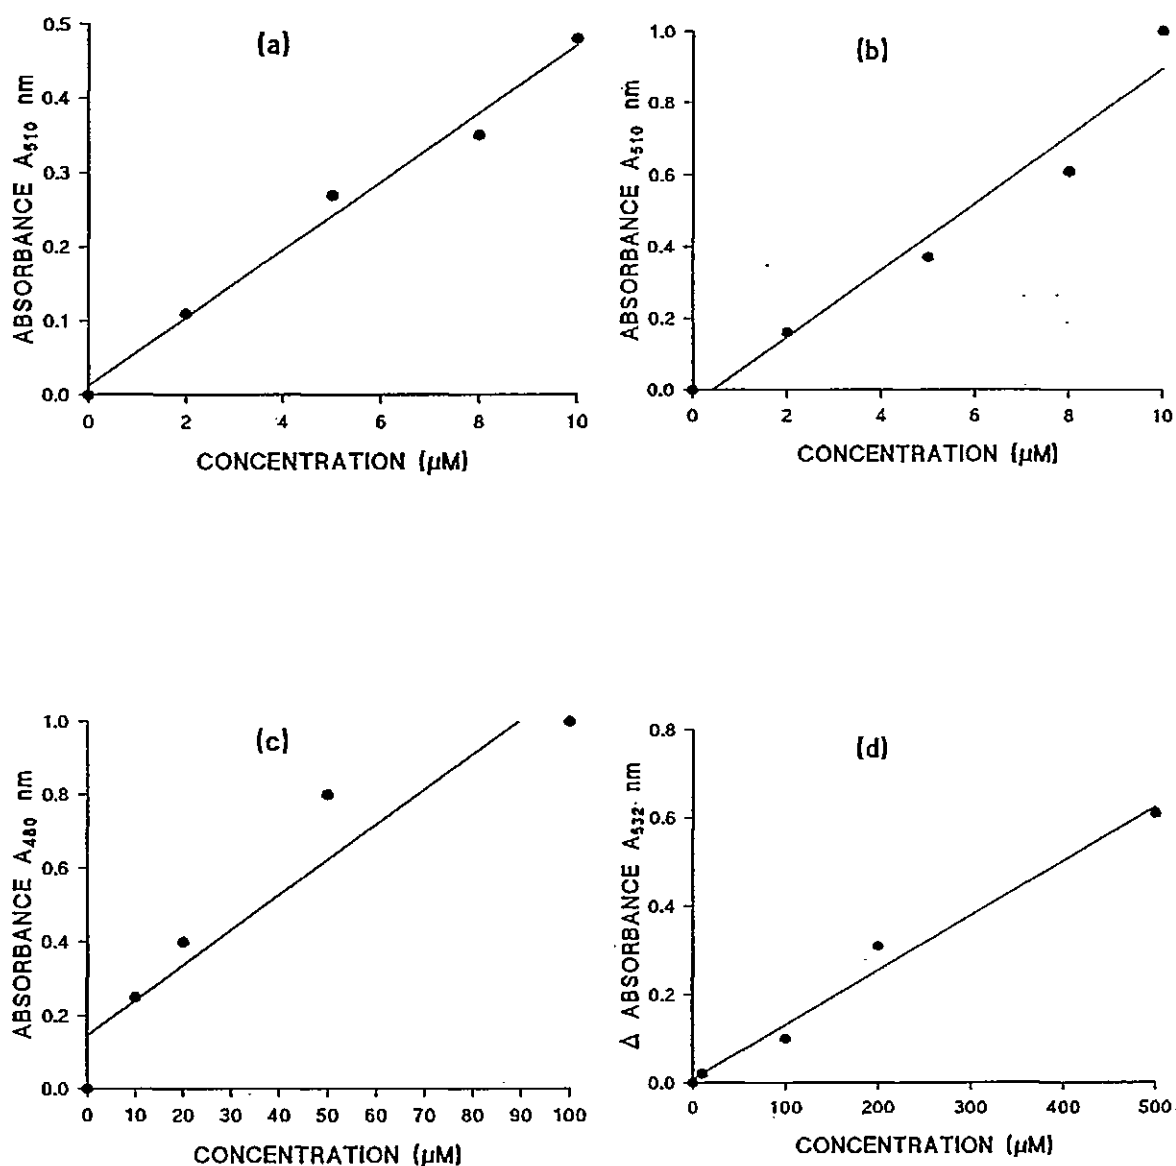 (a)
ABSORBANCE A₅₁₀ nm
0.5
0.4
0.3
0.2
0.1
0.0
0 2 4 6 8 10
CONCENTRATION (µM)
(b)
ABSORBANCE A₅₁₀ nm
1.0
0.8
0.6
0.4
0.2
0.0
0 2 4 6 8 10
CONCENTRATION (µM)
(c)
ABSORBANCE A₄₈₀ nm
1.0
0.8
0.6
0.4
0.2
0.0
0 10 20 30 40 50 60 70 80 90 100
CONCENTRATION (µM)
(d)
Δ ABSORBANCE A₅₃₂ nm
0.8
0.6
0.4
0.2
0.0
0 100 200 300 400 500
CONCENTRATION (µM)